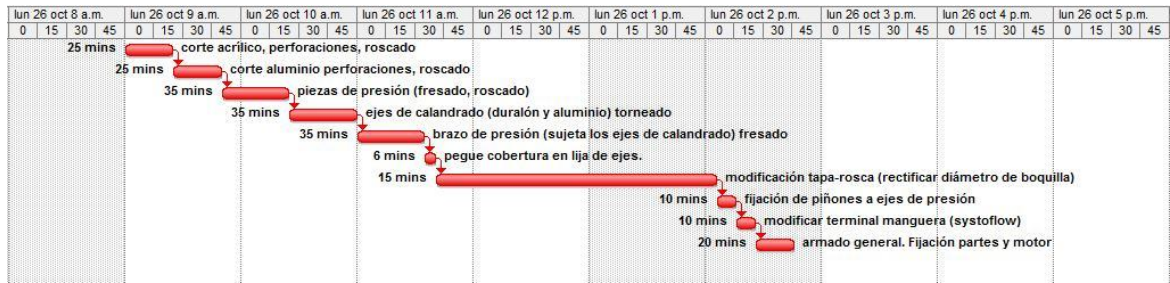 lun 26 oct 8 a.m. lun 26 oct 9 a.m. lun 26 oct 10 a.m. lun 26 oct 11 a.m. lun 26 oct 12 p.m. lun 26 oct 1 p.m. lun 26 oct 2 p.m. lun 26 oct 3 p.m. lun 26 oct 4 p.m. lun 26 oct 5 p.m.
0 15 30 45 0 15 30 45 0 15 30 45 0 15 30 45 0 15 30 45 0 15 30 45 0 15 30 45 0 15 30 45 0 15 30 45 0 15 30 45
25 mins corte acrílico, perforaciones, roscado
25 mins corte aluminio perforaciones, roscado
35 mins piezas de presión (fresado, roscado)
35 mins ejes de calandrado (duralón y aluminio) torneado
35 mins brazo de presión (sujeta los ejes de calandrado) fresado
6 mins pegue cobertura en lija de ejes.
15 mins modificación tapa-rosca (rectificar diámetro de boquilla)
10 mins fijación de piñones a ejes de presión
10 mins modificar terminal manguera (systoflow)
20 mins armado general. Fijación partes y motor